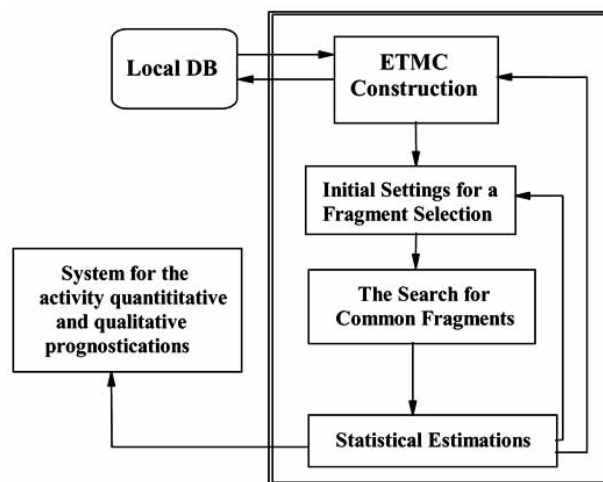 Local DB
ETMC
Construction
Initial Settings for a
Fragment Selection
System for the
activity quantititative
and qualitative
prognostications
The Search for
Common Fragments
Statistical Estimations